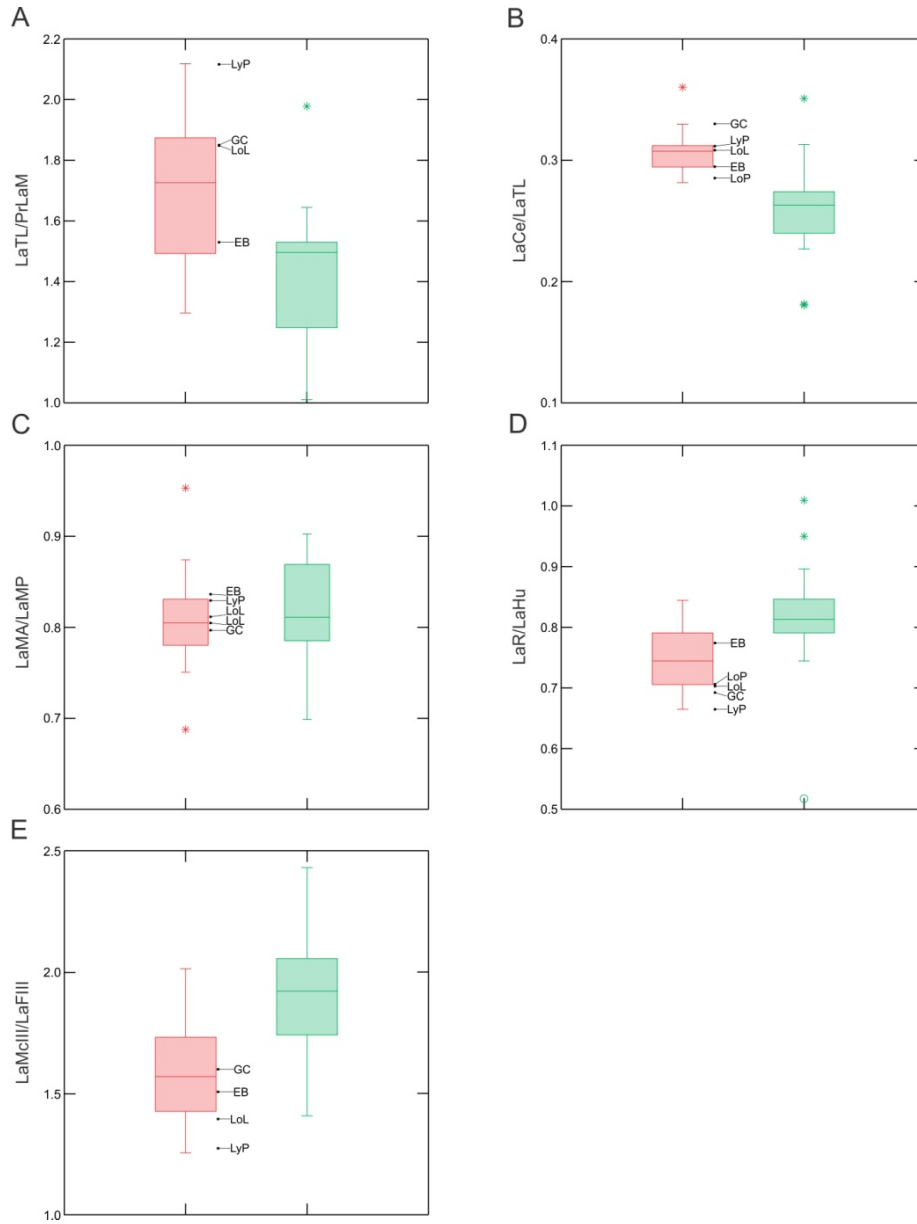 A
LaTL/PrLaM
2.2
2.0
1.8
1.6
1.4
1.2
1.0
LyP
GC
LoL
EB
B
LaCe/LaTL
0.4
0.3
0.2
0.1
GC
LyP
LoL
EB
LoP
C
LaMA/LaMP
1.0
0.9
0.8
0.7
0.6
EB
LyP
LoL
LoL
GC
D
LaR/LaHu
1.1
1.0
0.9
0.8
0.7
0.6
0.5
EB
LoP
LoL
GC
LyP
E
LaMcIII/LaFIII
2.5
2.0
1.5
1.0
GC
EB
LoL
LyP